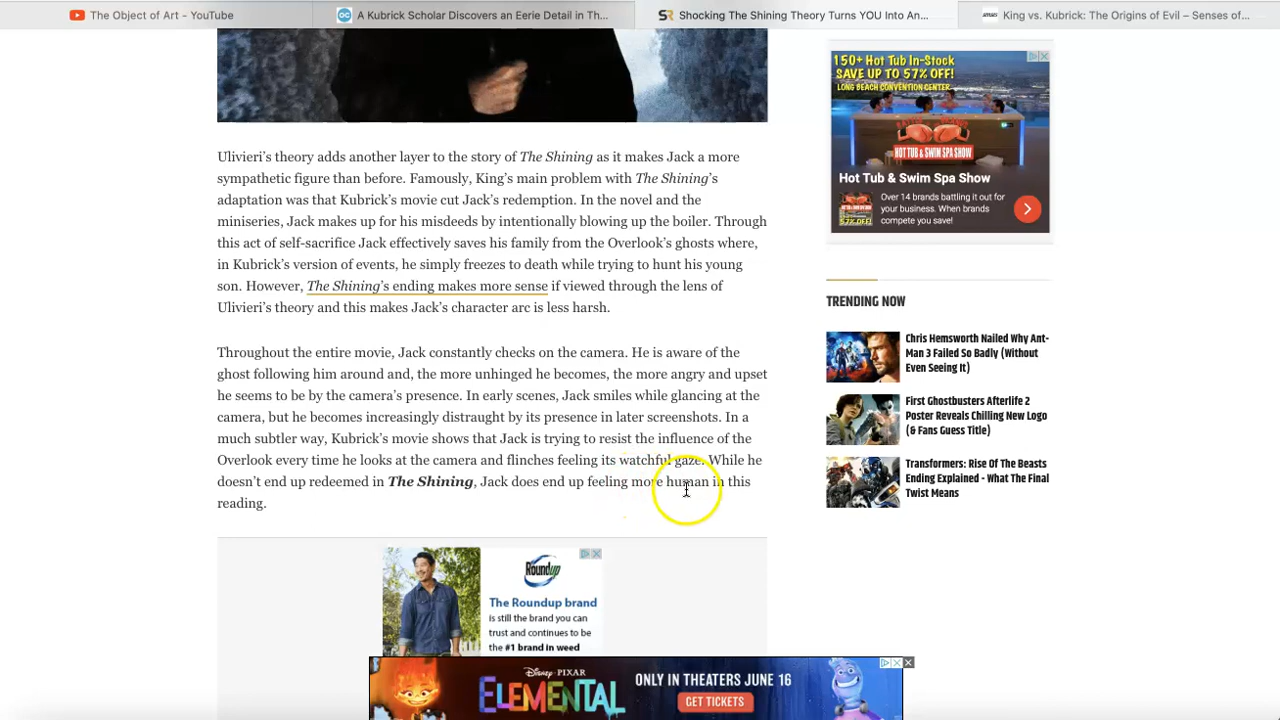 The Object of Art - YouTube
A Kubrick Scholar Discovers an Eerie Detail in Th...
SR Shocking The Shining Theory Turns YOU Into An...
King vs. Kubrick: The Origins of Evil – Senses of...
Ulivieri's theory adds another layer to the story of The Shining as it makes Jack a more
sympathetic figure than before. Famously, King's main problem with The Shining's
adaptation was that Kubrick's movie cut Jack's redemption. In the novel and the
miniseries, Jack makes up for his misdeeds by intentionally blowing up the boiler. Through
this act of self-sacrifice Jack effectively saves his family from the Overlook's ghosts where,
in Kubrick's version of events, he simply freezes to death while trying to hunt his young
son. However, The Shining's ending makes more sense if viewed through the lens of
Ulivieri's theory and this makes Jack's character arc is less harsh.
Throughout the entire movie, Jack constantly checks on the camera. He is aware of the
ghost following him around and, the more unhinged he becomes, the more angry and upset
he seems to be by the camera's presence. In early scenes, Jack smiles while glancing at the
camera, but he becomes increasingly distraught by its presence in later screenshots. In a
much subtler way, Kubrick's movie shows that Jack is trying to resist the influence of the
Overlook every time he looks at the camera and flinches feeling its watchful gaze. While he
doesn't end up redeemed in The Shining, Jack does end up feeling more human in this
reading.
150+ Hot Tub In-Stock
SAVE UP TO 57% OFF!
LONG BEACH CONVENTION CENTER
HOT TUB & SWIM SPA SHOW
Hot Tub & Swim Spa Show
Over 14 brands battling it out for
your business. When brands
compete you save!
57% OFF!
TRENDING NOW
Chris Hemsworth Nailed Why Ant-
Man 3 Failed So Badly (Without
Even Seeing It)
First Ghostbusters Afterlife 2
Poster Reveals Chilling New Logo
(& Fans Guess Title)
Transformers: Rise Of The Beasts
Ending Explained - What The Final
Twist Means
Roundup
The Roundup brand
is still the brand you can
trust and continues to be
the #1 brand in weed
DISNEY • PIXAR
ELEMENTAL
ONLY IN THEATERS JUNE 16
GET TICKETS